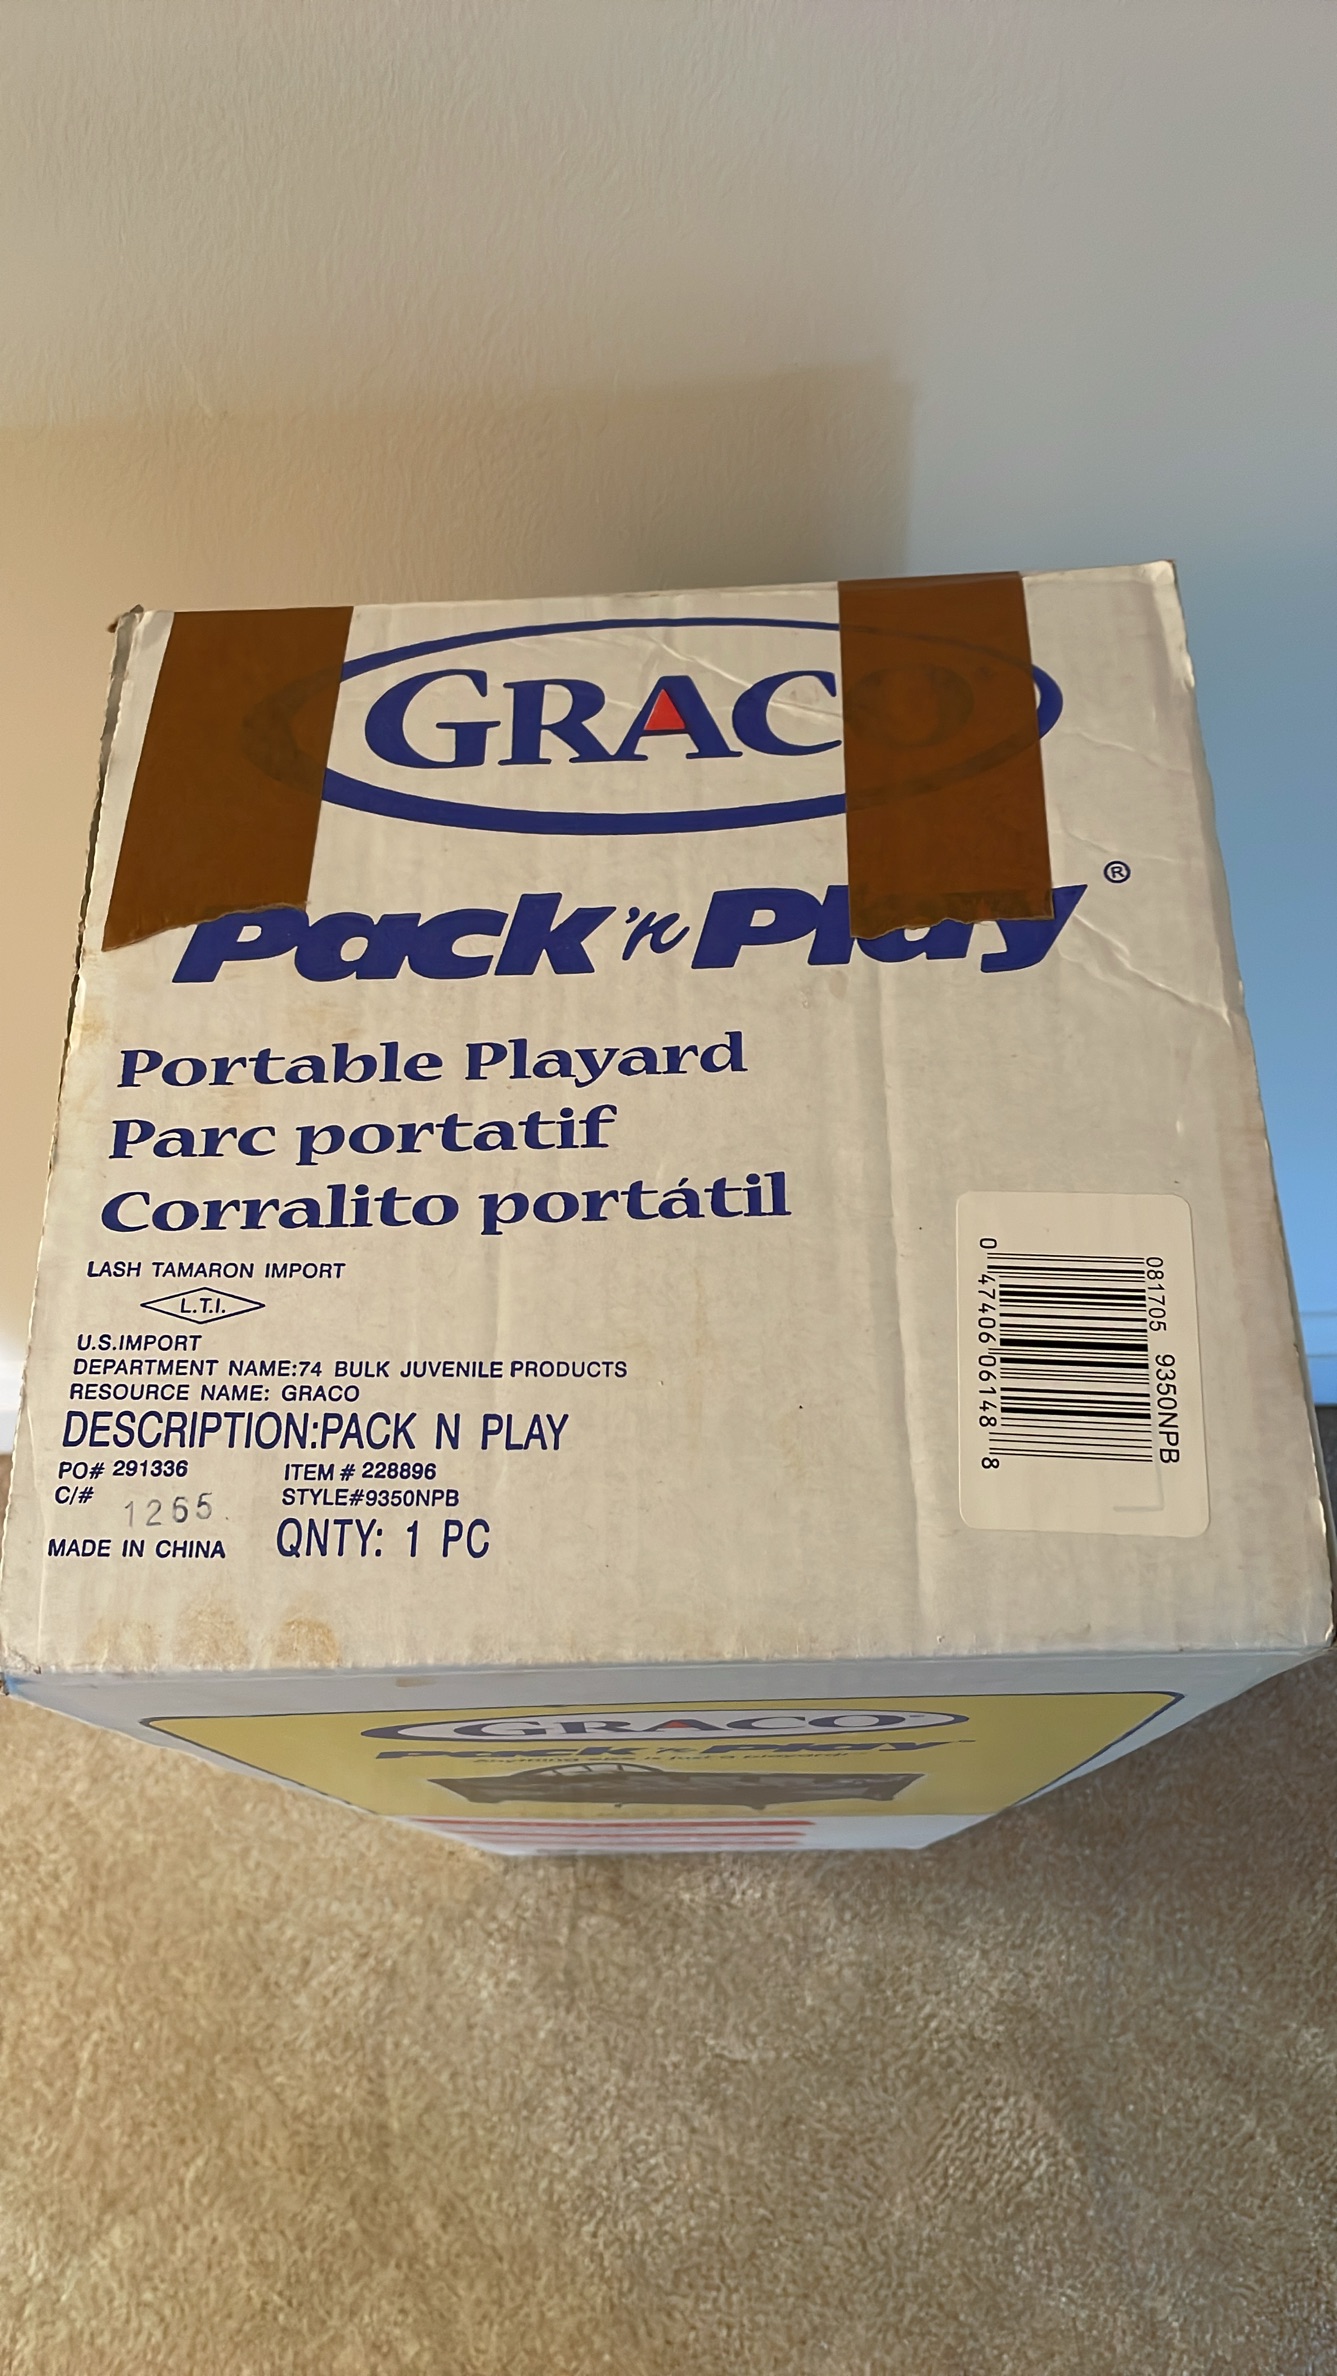 GRACO
Pack 'n Play®
Portable Playard
Parc portatif
Corralito portátil
LASH TAMARON IMPORT
L.T.I.
U.S.IMPORT
DEPARTMENT NAME:74 BULK JUVENILE PRODUCTS
RESOURCE NAME: GRACO
DESCRIPTION:PACK N PLAY
PO# 291336 ITEM # 228896
C/# 1265 STYLE#9350NPB
MADE IN CHINA QNTY: 1 PC
081705 9350NPB
0 47406 06148 8
GRACO
Pack 'n Play